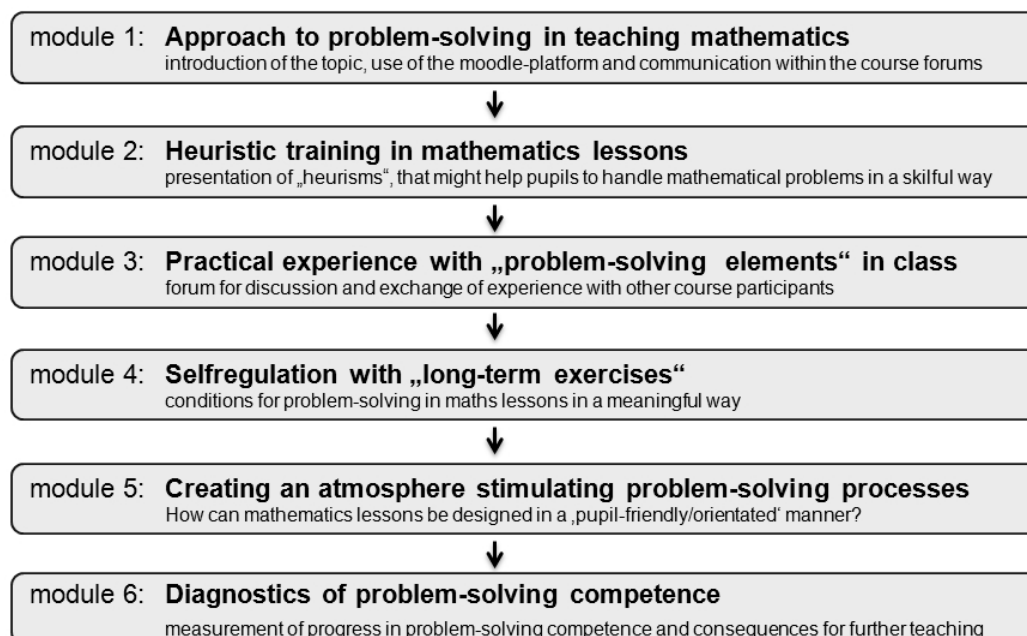 module 1: Approach to problem-solving in teaching mathematics
introduction of the topic, use of the moodle-platform and communication within the course forums
module 2: Heuristic training in mathematics lessons
presentation of „heurisms“, that might help pupils to handle mathematical problems in a skilful way
module 3: Practical experience with „problem-solving elements“ in class
forum for discussion and exchange of experience with other course participants
module 4: Selfregulation with „long-term exercises“
conditions for problem-solving in maths lessons in a meaningful way
module 5: Creating an atmosphere stimulating problem-solving processes
How can mathematics lessons be designed in a ‚pupil-friendly/orientated‘ manner?
module 6: Diagnostics of problem-solving competence
measurement of progress in problem-solving competence and consequences for further teaching